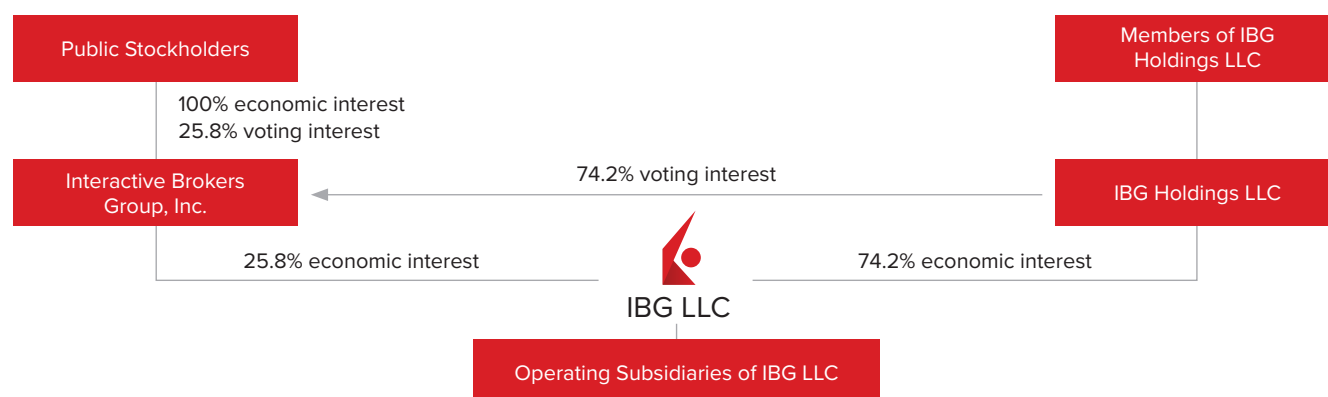 Public Stockholders
Members of IBG
Holdings LLC
100% economic interest
25.8% voting interest
Interactive Brokers
Group, Inc.
74.2% voting interest
IBG Holdings LLC
25.8% economic interest
74.2% economic interest
IBG LLC
Operating Subsidiaries of IBG LLC